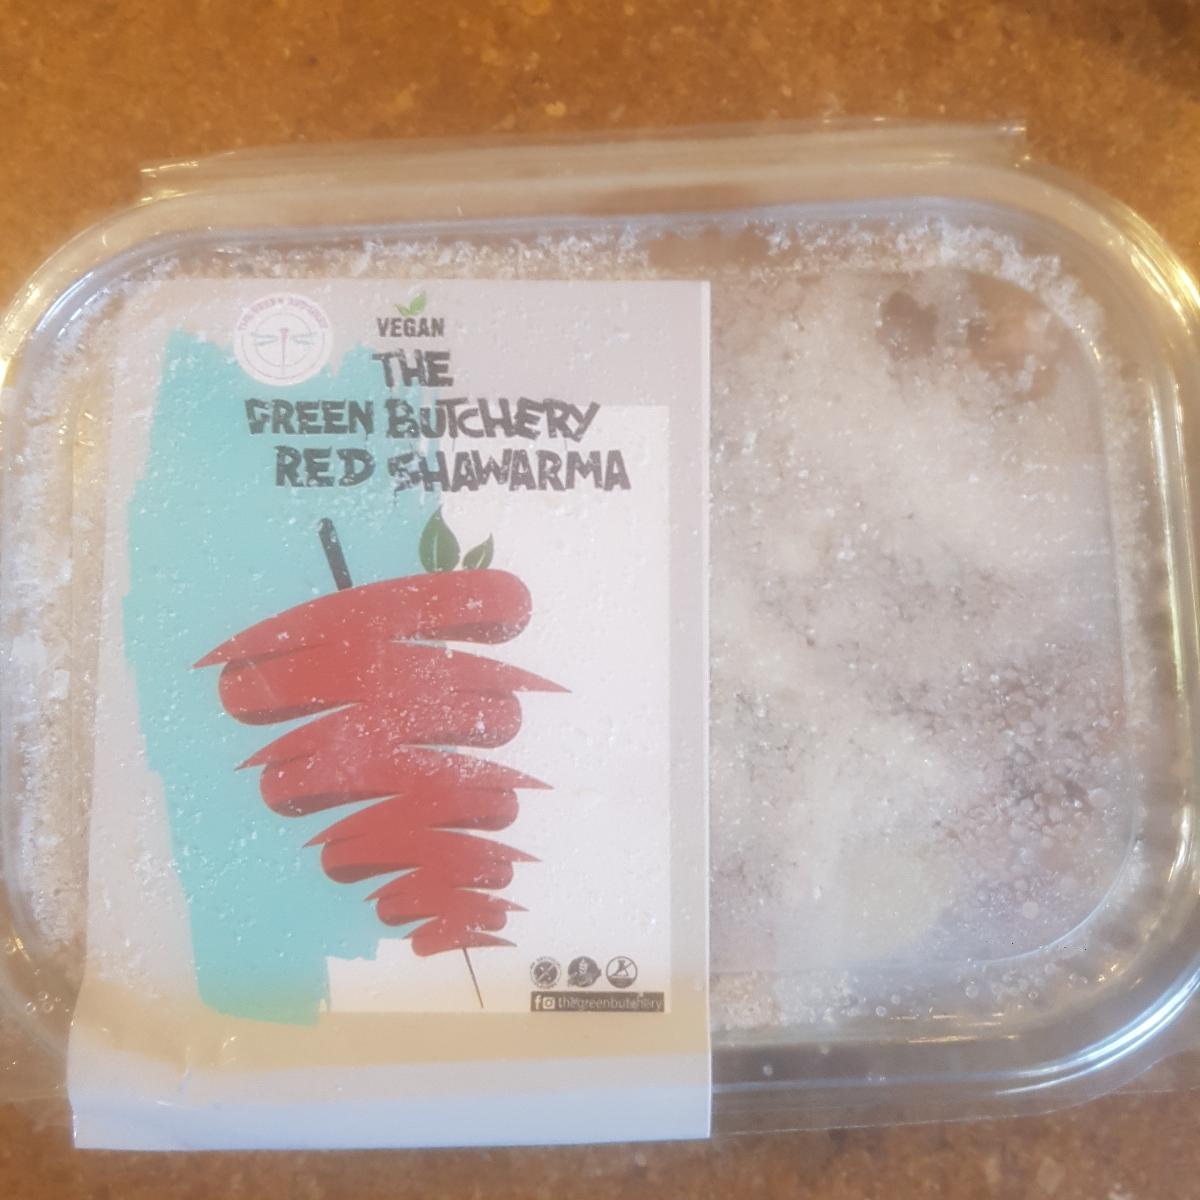 VEGAN
THE
GREEN BUTCHERY
RED SHAWARMA
thegreenbutchery